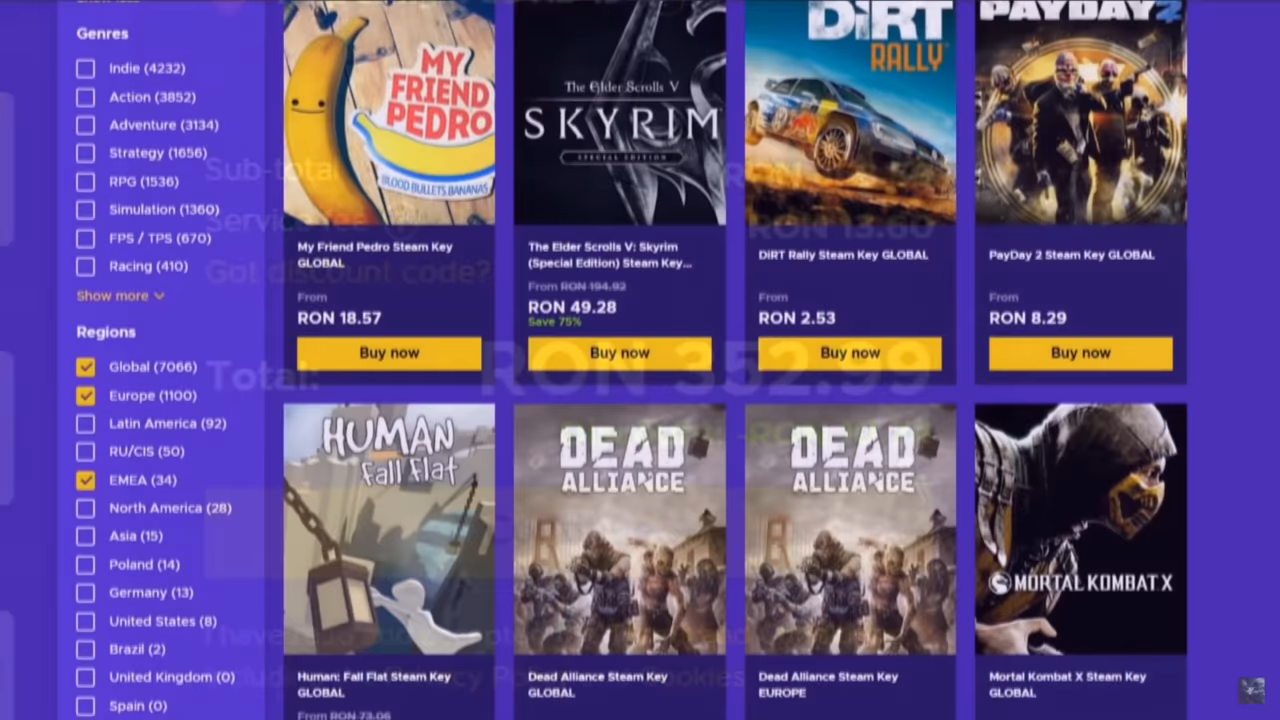 Genres
Indie (4232)
Action (3852)
Adventure (3134)
Strategy (1656)
RPG (1536)
Simulation (1360)
FPS / TPS (670)
Racing (410)
Show more
Regions
Global (7066)
Europe (1100)
Latin America (92)
RU/CIS (50)
EMEA (34)
North America (28)
Asia (15)
Poland (14)
Germany (13)
United States (8)
Brazil (2)
United Kingdom (0)
Spain (0)
MY
FRIEND
PEDRO
BLOOD BULLETS BANANAS
My Friend Pedro Steam Key
GLOBAL
From
RON 18.57
Buy now
The Elder Scrolls V
SKYRIM
SPECIAL EDITION
The Elder Scrolls V: Skyrim
(Special Edition) Steam Key...
From RON 194.92
RON 49.28
Save 75%
Buy now
DiRT
RALLY
DiRT Rally Steam Key GLOBAL
From
RON 2.53
Buy now
PAYDAY 2
PayDay 2 Steam Key GLOBAL
From
RON 8.29
Buy now
HUMAN
fall flat
Human: Fall Flat Steam Key
GLOBAL
From RON 73.06
DEAD
ALLIANCE
Dead Alliance Steam Key
GLOBAL
DEAD
ALLIANCE
Dead Alliance Steam Key
EUROPE
MORTAL KOMBAT X
Mortal Kombat X Steam Key
GLOBAL
Sub-total
RON
Service fee
RON 13.60
Got discount code?
Total:
RON 352.99
I have